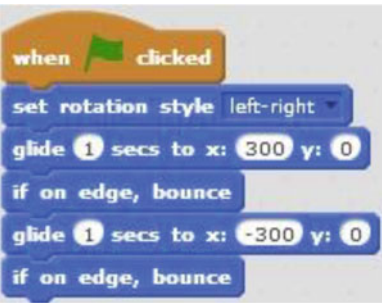 when clicked
set rotation style left-right
glide 1 secs to x: 300 y: 0
if on edge, bounce
glide 1 secs to x: -300 y: 0
if on edge, bounce